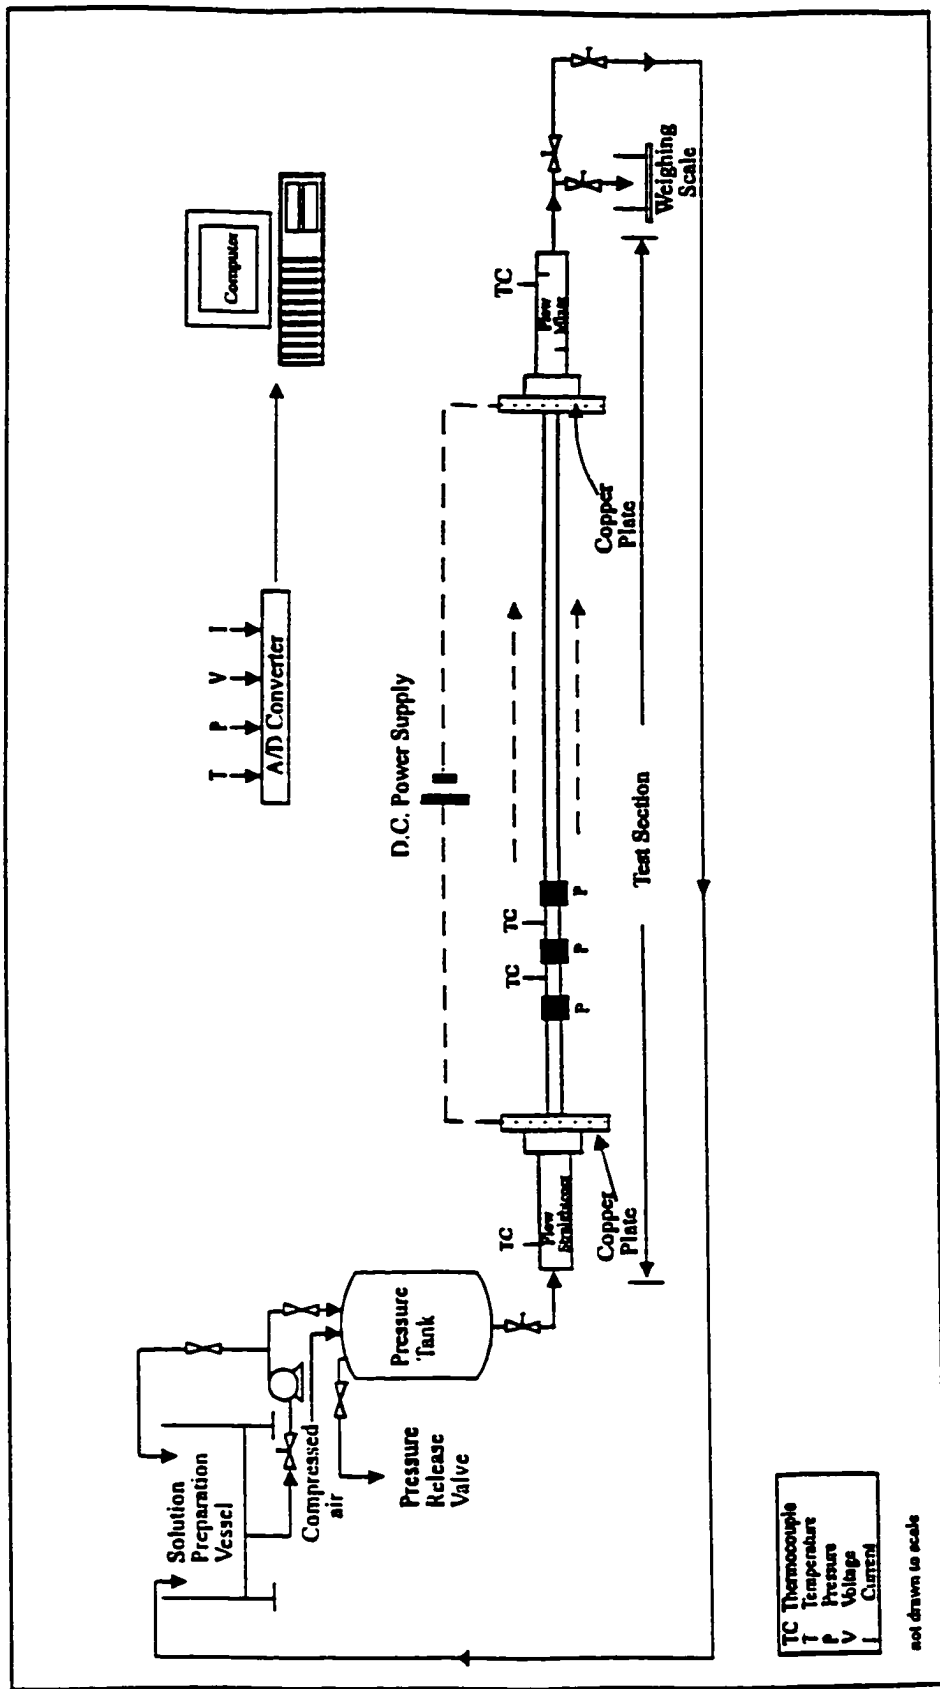 Solution
Preparation
Vessel
Compressed
air
Pressure
Release
Valve
Pressure
Tank
T
P
V
I
A/D Converter
Computer
D.C. Power Supply
TC
Flow
Straightener
Copper
Plate
TC
TC
P
P
P
Test Section
Copper
Plate
TC
Flow
Mixer
Weighing
Scale
TC Thermocouple
T Temperature
P Pressure
V Voltage
I Current
not drawn to scale